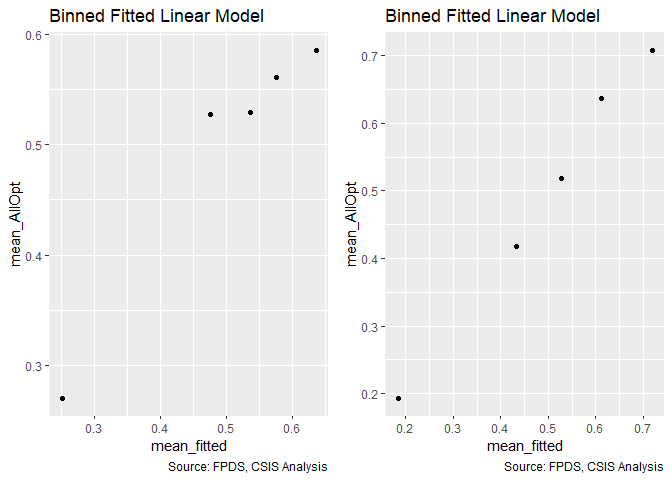 Binned Fitted Linear Model
mean_AllOpt
0.6
0.5
0.4
0.3
0.3 0.4 0.5 0.6
mean_fitted
Source: FPDS, CSIS Analysis
Binned Fitted Linear Model
mean_AllOpt
0.7
0.6
0.5
0.4
0.3
0.2
0.2 0.3 0.4 0.5 0.6 0.7
mean_fitted
Source: FPDS, CSIS Analysis